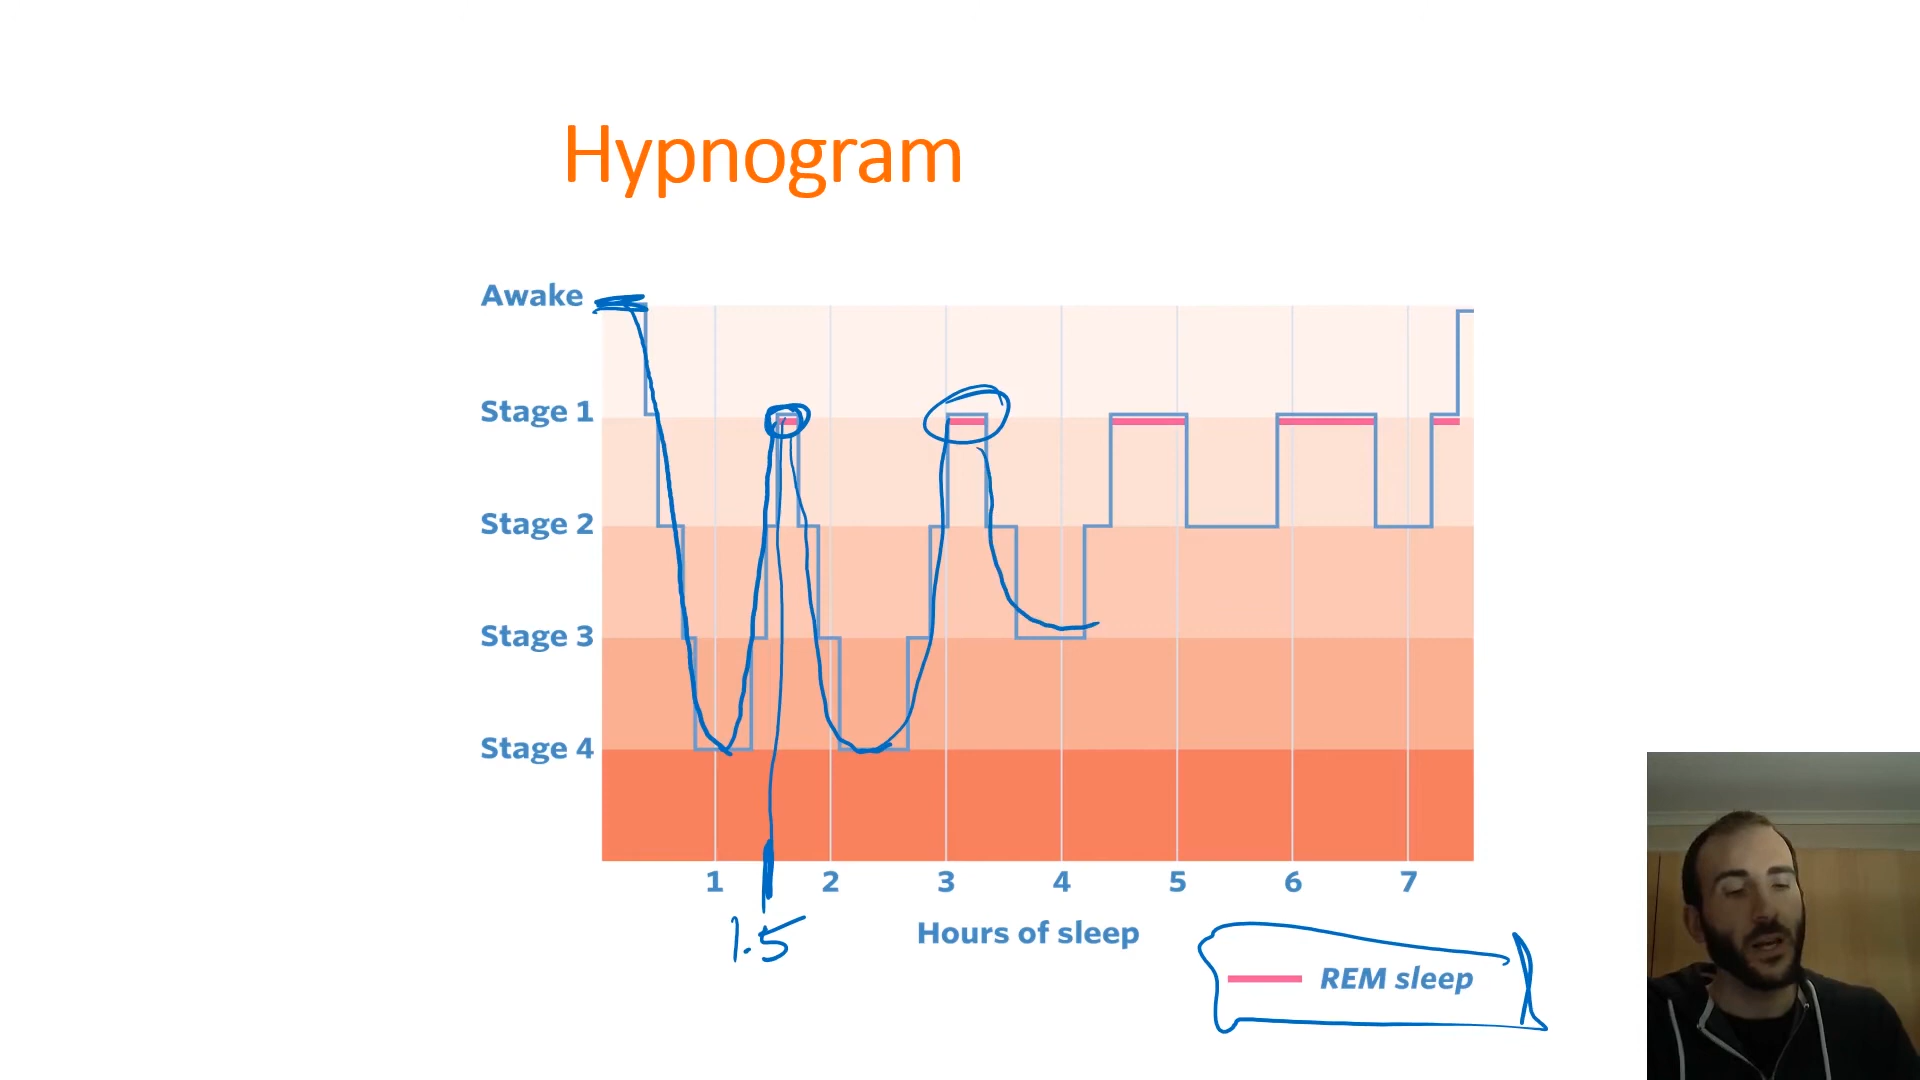 Hypnogram
Awake
Stage 1
Stage 2
Stage 3
Stage 4
1 2 3 4 5 6 7
1.5
Hours of sleep
REM sleep